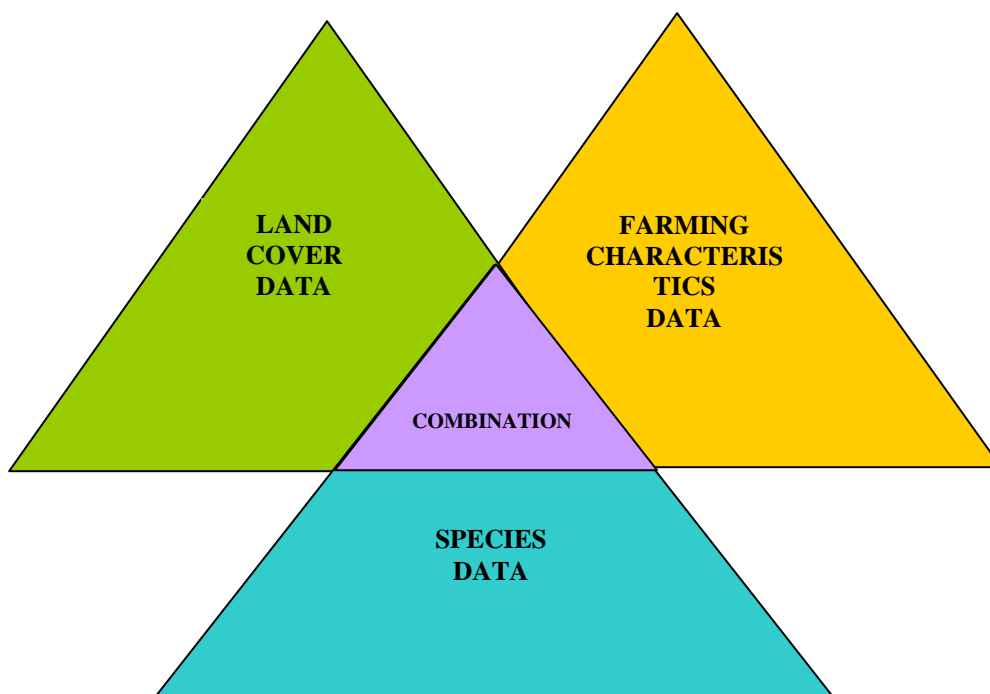 LAND
COVER
DATA
FARMING
CHARACTERIS
TICS
DATA
COMBINATION
SPECIES
DATA